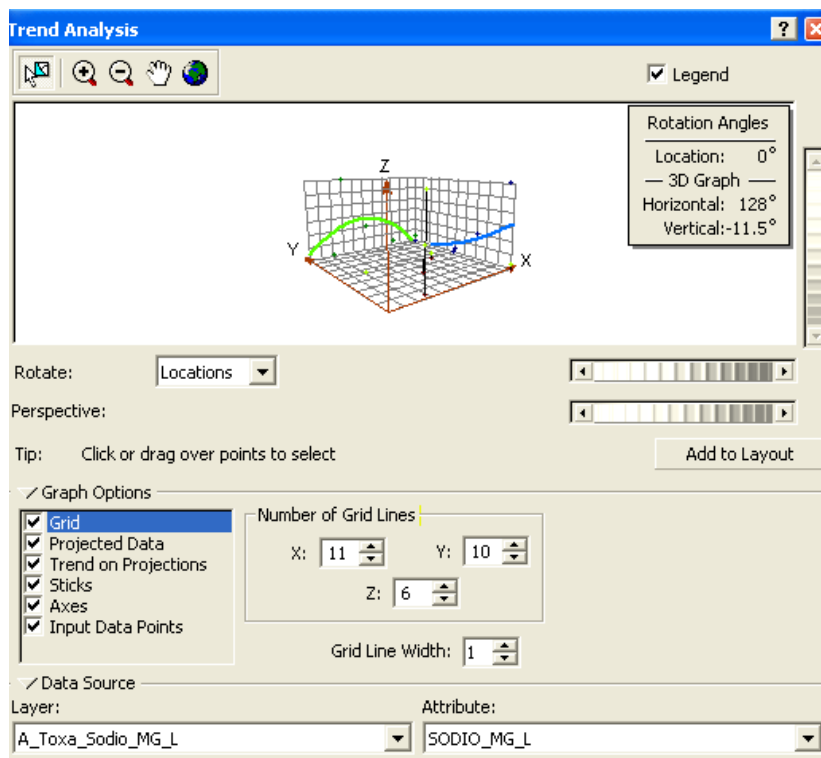 Trend Analysis
Legend
Rotation Angles
Location: 0°
3D Graph
Horizontal: 128°
Vertical:-11.5°
Z
Y
X
Rotate: Locations
Perspective:
Tip: Click or drag over points to select
Add to Layout
Graph Options
Grid
Projected Data
Trend on Projections
Sticks
Axes
Input Data Points
Number of Grid Lines
X: 11 Y: 10
Z: 6
Grid Line Width: 1
Data Source
Layer: Attribute:
A_Toxa_Sodio_MG_L SODIO_MG_L